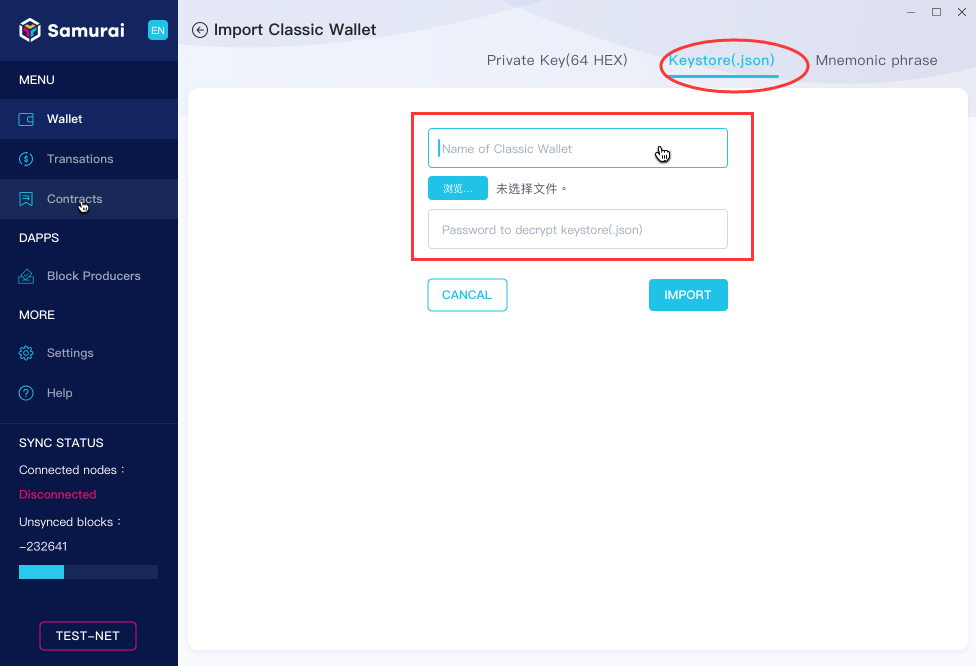 Samurai
EN
MENU
Wallet
Transations
Contracts
DAPPS
Block Producers
MORE
Settings
Help
SYNC STATUS
Connected nodes：
Disconnected
Unsynced blocks：
-232641
TEST-NET
Import Classic Wallet
Private Key(64 HEX)
Keystore(.json)
Mnemonic phrase
Name of Classic Wallet
浏览... 未选择文件。
Password to decrypt keystore(.json)
CANCAL
IMPORT